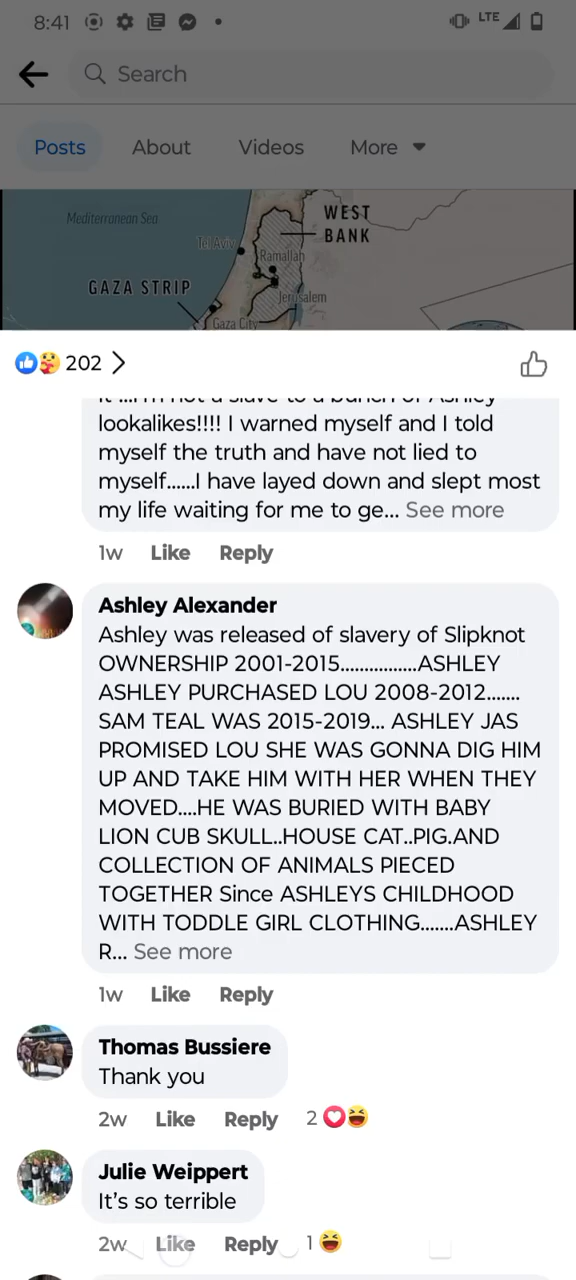 8:41
LTE
Search
Posts About Videos More
Mediterranean Sea
WEST
BANK
Tel Aviv
Ramallah
GAZA STRIP
Jerusalem
Gaza City
202
lookalikes!!!! I warned myself and I told
myself the truth and have not lied to
myself......I have layed down and slept most
my life waiting for me to ge... See more
1w Like Reply
Ashley Alexander
Ashley was released of slavery of Slipknot
OWNERSHIP 2001-2015................ASHLEY
ASHLEY PURCHASED LOU 2008-2012.......
SAM TEAL WAS 2015-2019... ASHLEY JAS
PROMISED LOU SHE WAS GONNA DIG HIM
UP AND TAKE HIM WITH HER WHEN THEY
MOVED....HE WAS BURIED WITH BABY
LION CUB SKULL..HOUSE CAT..PIG.AND
COLLECTION OF ANIMALS PIECED
TOGETHER Since ASHLEYS CHILDHOOD
WITH TODDLE GIRL CLOTHING.......ASHLEY
R... See more
1w Like Reply
Thomas Bussiere
Thank you
2w Like Reply 2
Julie Weippert
It's so terrible
2w Like Reply 1